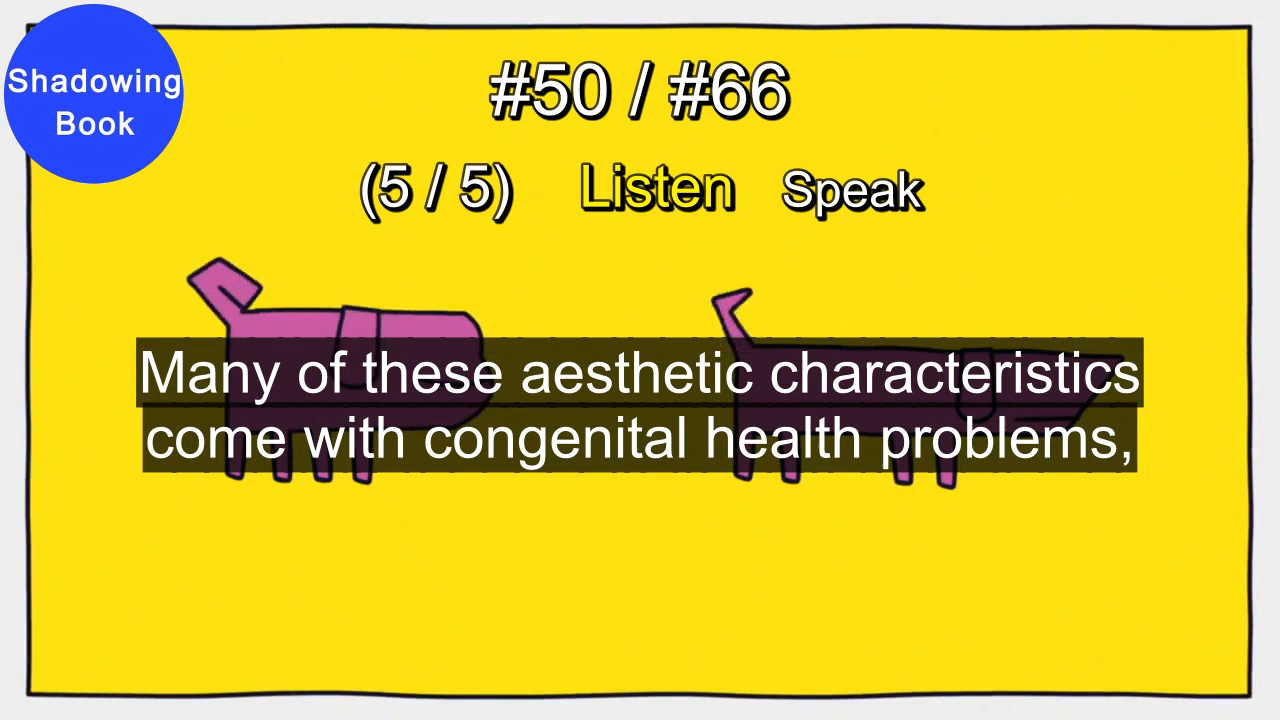 Shadowing
Book
#50 / #66
(5 / 5) Listen Speak
Many of these aesthetic characteristics
come with congenital health problems,